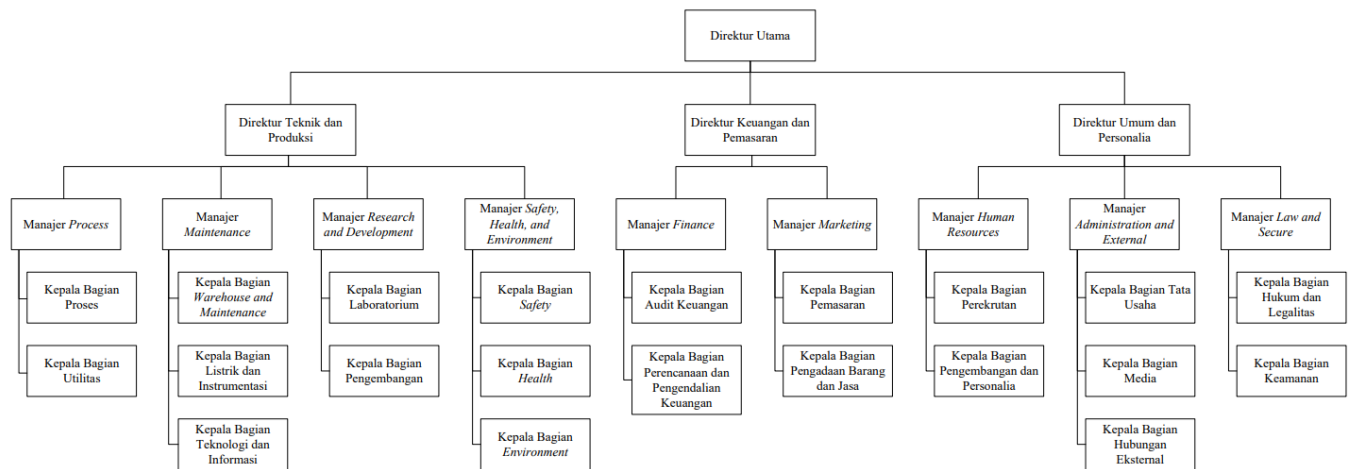 Direktur Utama
Direktur Teknik dan
Produksi
Direktur Keuangan dan
Pemasaran
Direktur Umum dan
Personalia
Manajer Process
Manajer
Maintenance
Manajer Research
and Development
Manajer Safety,
Health, and
Environment
Manajer Finance
Manajer Marketing
Manajer Human
Resources
Manajer
Administration and
External
Manajer Law and
Secure
Kepala Bagian
Proses
Kepala Bagian
Warehouse and
Maintenance
Kepala Bagian
Laboratorium
Kepala Bagian
Safety
Kepala Bagian
Audit Keuangan
Kepala Bagian
Pemasaran
Kepala Bagian
Perekrutan
Kepala Bagian Tata
Usaha
Kepala Bagian
Hukum dan
Legalitas
Kepala Bagian
Utilitas
Kepala Bagian
Listrik dan
Instrumentasi
Kepala Bagian
Pengembangan
Kepala Bagian
Health
Kepala Bagian
Perencanaan dan
Pengendalian
Keuangan
Kepala Bagian
Pengadaan Barang
dan Jasa
Kepala Bagian
Pengembangan dan
Personalia
Kepala Bagian
Media
Kepala Bagian
Keamanan
Kepala Bagian
Teknologi dan
Informasi
Kepala Bagian
Environment
Kepala Bagian
Hubungan
Eksternal